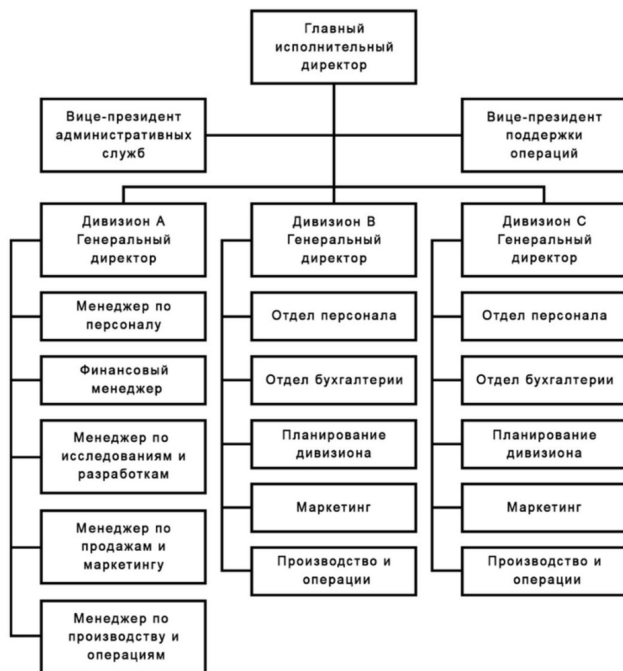 Главный
исполнительный
директор
Вице-президент
административных
служб
Вице-президент
поддержки
операций
Дивизион А
Генеральный
директор
Менеджер по
персоналу
Финансовый
менеджер
Менеджер по
исследованиям и
разработкам
Менеджер по
продажам и
маркетингу
Менеджер по
производству и
операциям
Дивизион В
Генеральный
директор
Отдел персонала
Отдел бухгалтерии
Планирование
дивизиона
Маркетинг
Производство и
операции
Дивизион С
Генеральный
директор
Отдел персонала
Отдел бухгалтерии
Планирование
дивизиона
Маркетинг
Производство и
операции